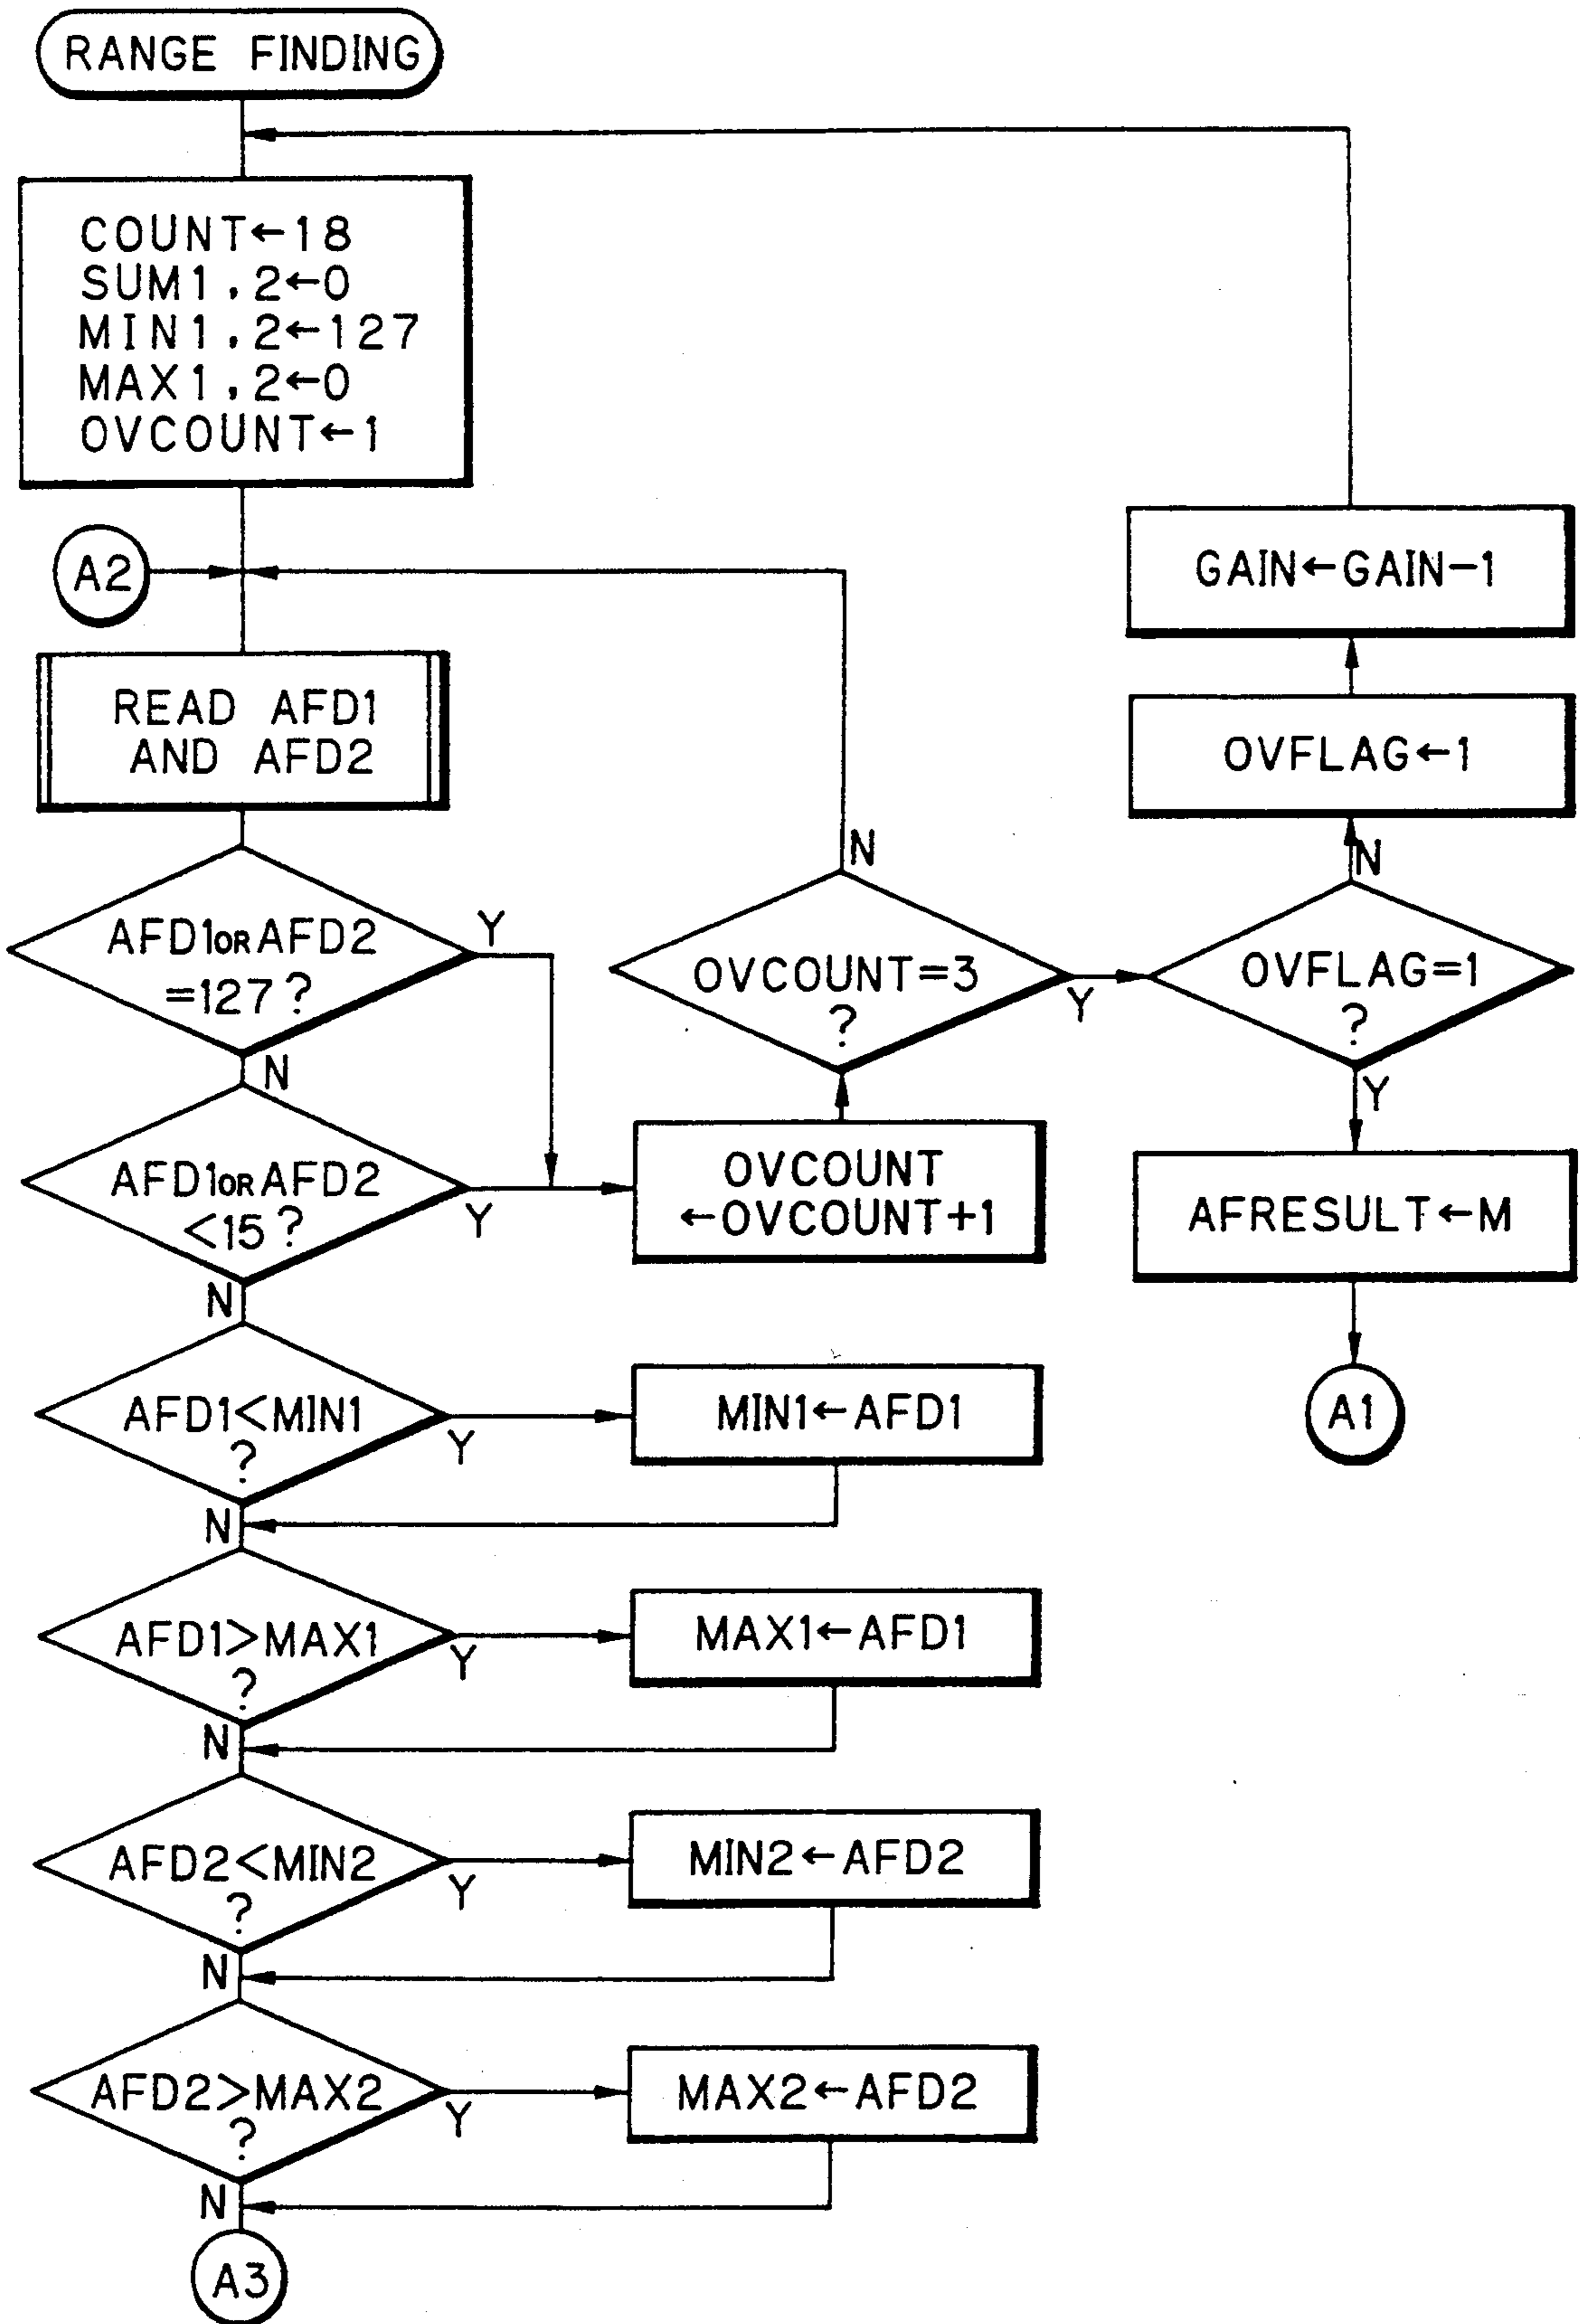 RANGE FINDING
COUNT←18
SUM1,2←0
MIN1,2←127
MAX1,2←0
OVCOUNT←1
A2
READ AFD1
AND AFD2
AFD1 OR AFD2
=127?
Y
N
AFD1 OR AFD2
<15?
Y
N
OVCOUNT
←OVCOUNT+1
OVCOUNT=3
?
N
Y
OVFLAG=1
?
N
Y
OVFLAG←1
GAIN←GAIN-1
AFRESULT←M
A1
AFD1<MIN1
?
Y
N
MIN1←AFD1
AFD1>MAX1
?
Y
N
MAX1←AFD1
AFD2<MIN2
?
Y
N
MIN2←AFD2
AFD2>MAX2
?
Y
N
MAX2←AFD2
A3